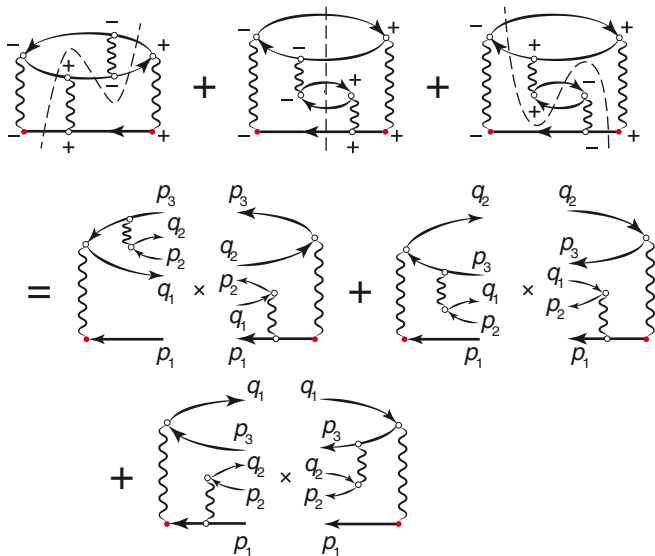 − − + + +
− + − +
+ + +
− + −
− +
− + + − + + + − +
p₃ p₃ q₂ q₂
q₂ q₂ p₃ p₃
p₂ p₂ q₁ q₁
= q₁ × q₁ + p₂ × p₂
p₁ p₁ p₁ p₁
q₁ q₁
p₃ p₃
+ q₂ × q₂
p₂ p₂
p₁ p₁